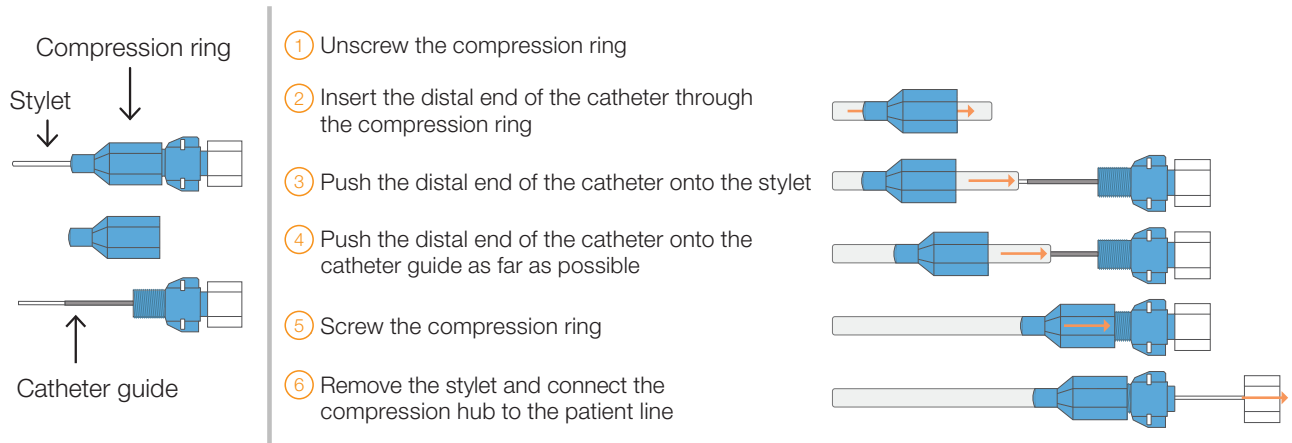 Compression ring
Stylet
Catheter guide
1 Unscrew the compression ring
2 Insert the distal end of the catheter through
the compression ring
3 Push the distal end of the catheter onto the stylet
4 Push the distal end of the catheter onto the
catheter guide as far as possible
5 Screw the compression ring
6 Remove the stylet and connect the
compression hub to the patient line